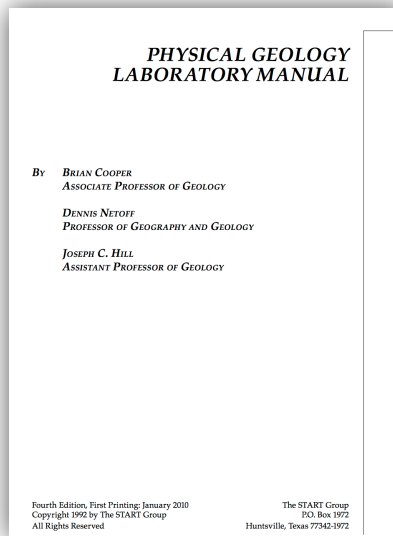 PHYSICAL GEOLOGY
LABORATORY MANUAL
BY BRIAN COOPER
ASSOCIATE PROFESSOR OF GEOLOGY
DENNIS NETOFF
PROFESSOR OF GEOGRAPHY AND GEOLOGY
JOSEPH C. HILL
ASSISTANT PROFESSOR OF GEOLOGY
Fourth Edition, First Printing: January 2010
Copyright 1992 by The START Group
All Rights Reserved
The START Group
P.O. Box 1972
Huntsville, Texas 77342-1972